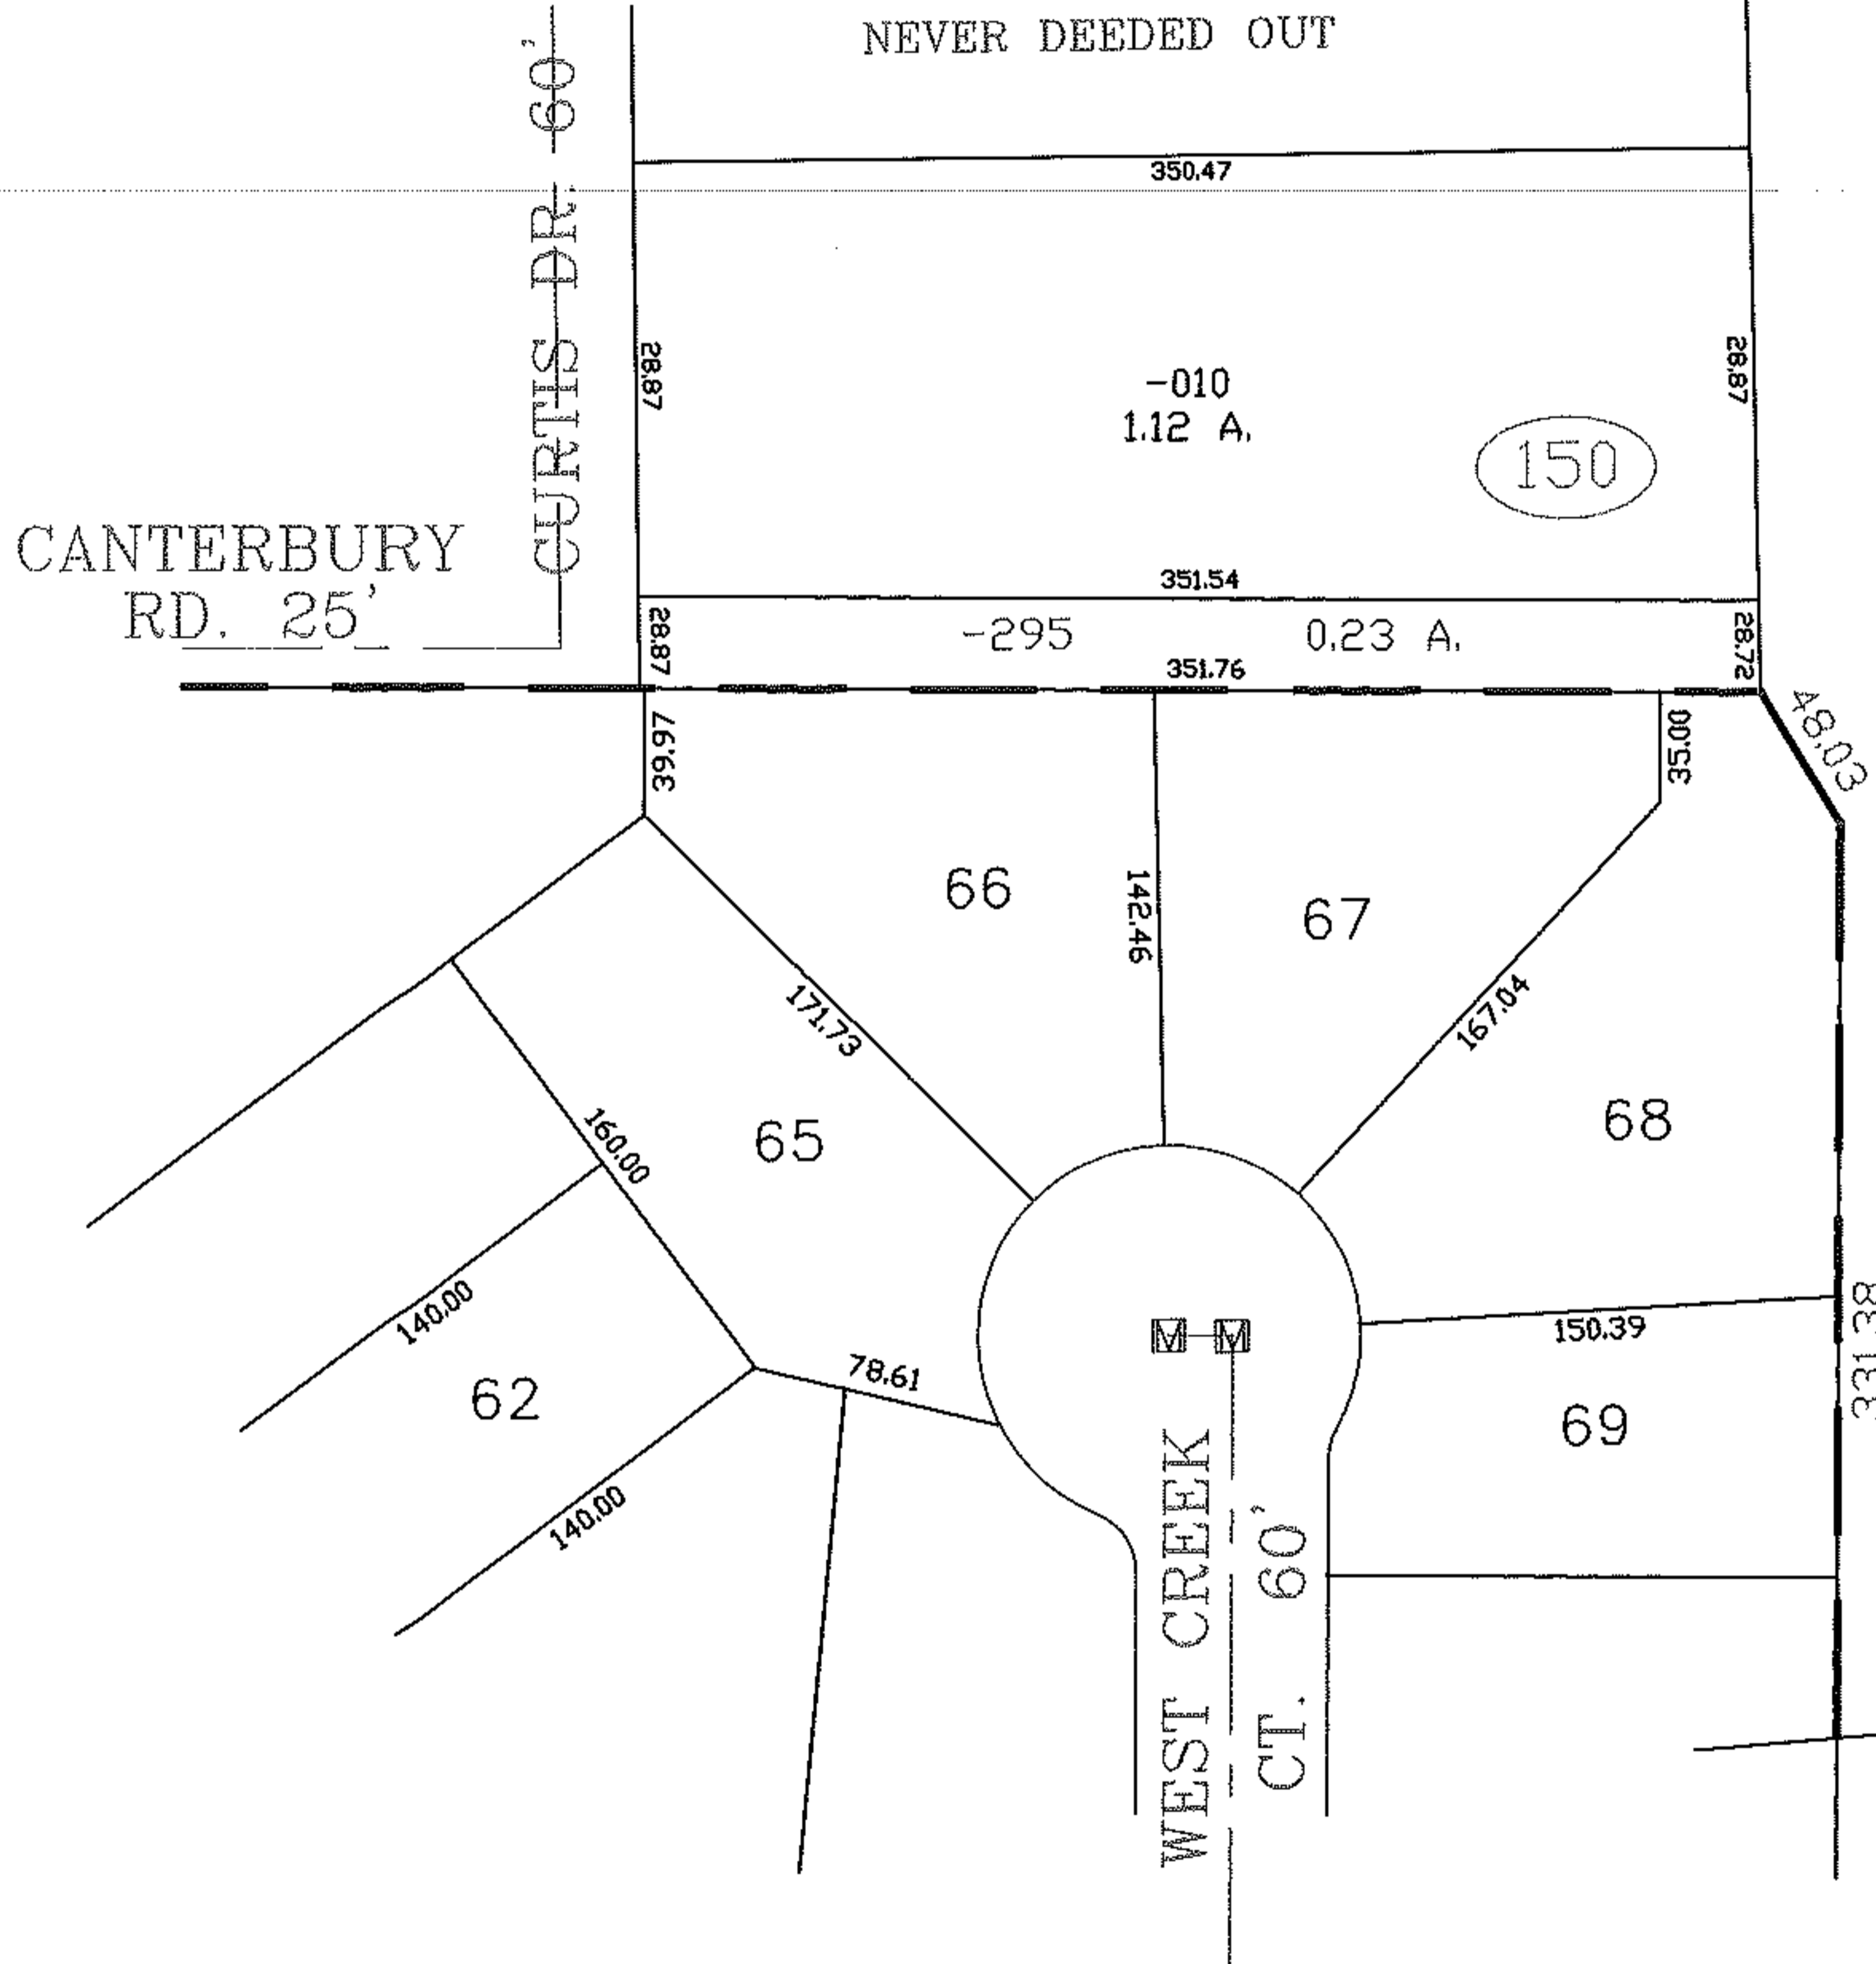 NEVER DEEDED OUT
CURTIS DR. 60'
350.47
28.87
28.87
-010
1.12 A.
150
CANTERBURY
RD. 25'
351.54
28.87
-295
0.23 A.
28.72
351.76
39.97
35.00
48.03
66
142.46
67
171.73
167.04
65
68
160.00
140.00
62
78.61
150.39
331.38
69
140.00
WEST CREEK
CT. 60'
M
M